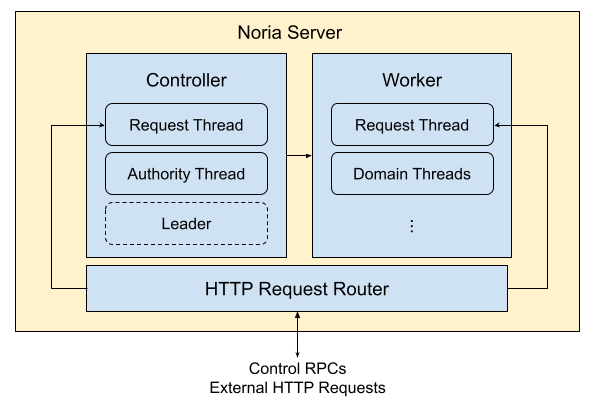 Noria Server
Controller
Request Thread
Authority Thread
Leader
Worker
Request Thread
Domain Threads
⋮
HTTP Request Router
Control RPCs
External HTTP Requests